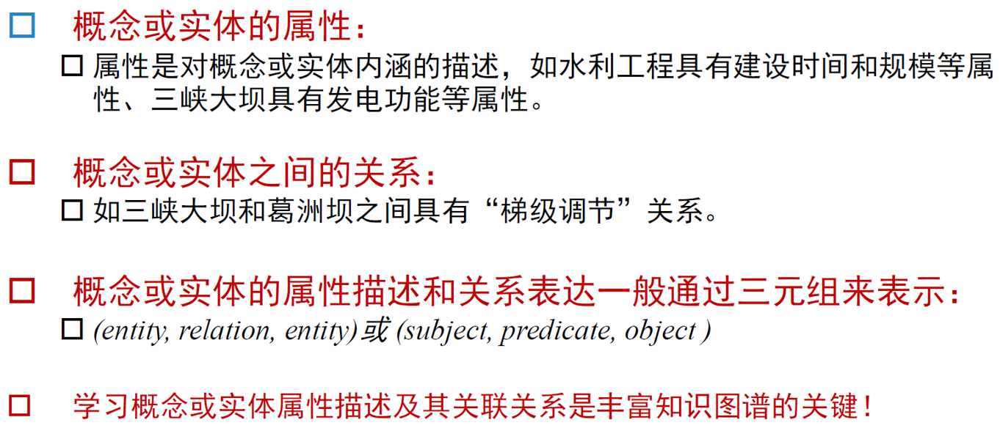 概念或实体的属性：
属性是对概念或实体内涵的描述，如水利工程具有建设时间和规模等属
性、三峡大坝具有发电功能等属性。
概念或实体之间的关系：
如三峡大坝和葛洲坝之间具有“梯级调节”关系。
概念或实体的属性描述和关系表达一般通过三元组来表示：
(entity, relation, entity)或 (subject, predicate, object )
学习概念或实体属性描述及其关联关系是丰富知识图谱的关键！